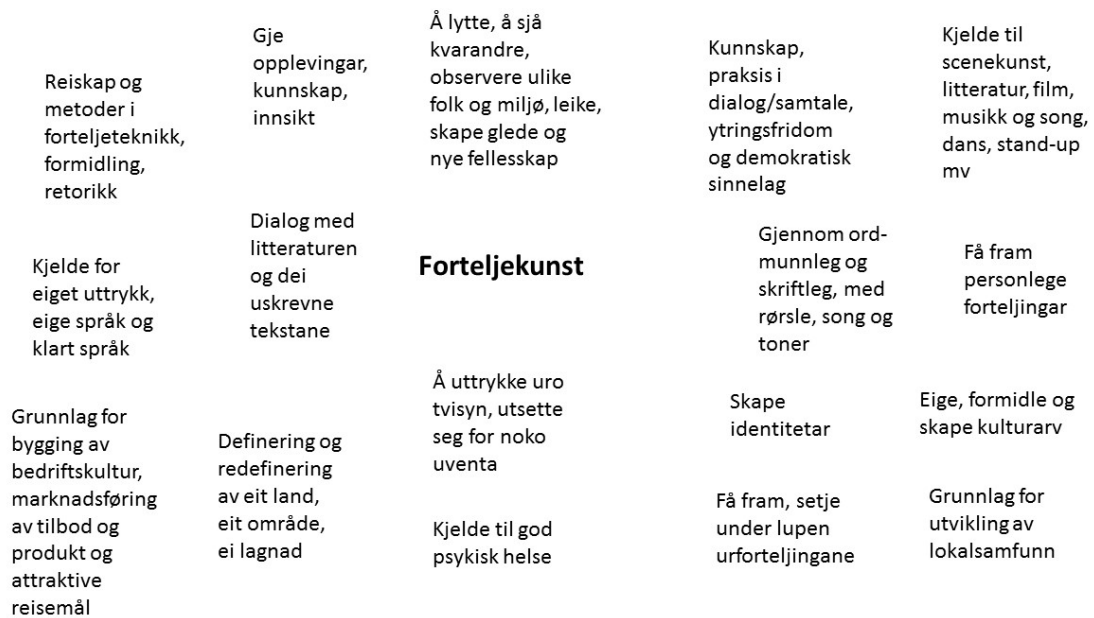 Reiskap og
metoder i
forteljeteknikk,
formidling,
retorikk
Gje
opplevingar,
kunnskap,
innsikt
Å lytte, å sjå
kvarandre,
observere ulike
folk og miljø, leike,
skape glede og
nye fellesskap
Kunnskap,
praksis i
dialog/samtale,
ytringsfridom
og demokratisk
sinnelag
Kjelde til
scenekunst,
litteratur, film,
musikk og song,
dans, stand-up
mv
Kjelde for
eiget uttrykk,
eige språk og
klart språk
Dialog med
litteraturen
og dei
uskrevne
tekstane
Forteljekunst
Gjennom ord-
munnleg og
skriftleg, med
rørsle, song og
toner
Få fram
personlege
forteljingar
Grunnlag for
bygging av
bedriftskultur,
marknadsføring
av tilbod og
produkt og
attraktive
reisemål
Definering og
redefinering
av eit land,
eit område,
ei lagnad
Å uttrykke uro
tvisyn, utsette
seg for noko
uventa
Kjelde til god
psykisk helse
Skape
identitetar
Få fram, setje
under lupen
urforteljingane
Eige, formidle og
skape kulturarv
Grunnlag for
utvikling av
lokalsamfunn